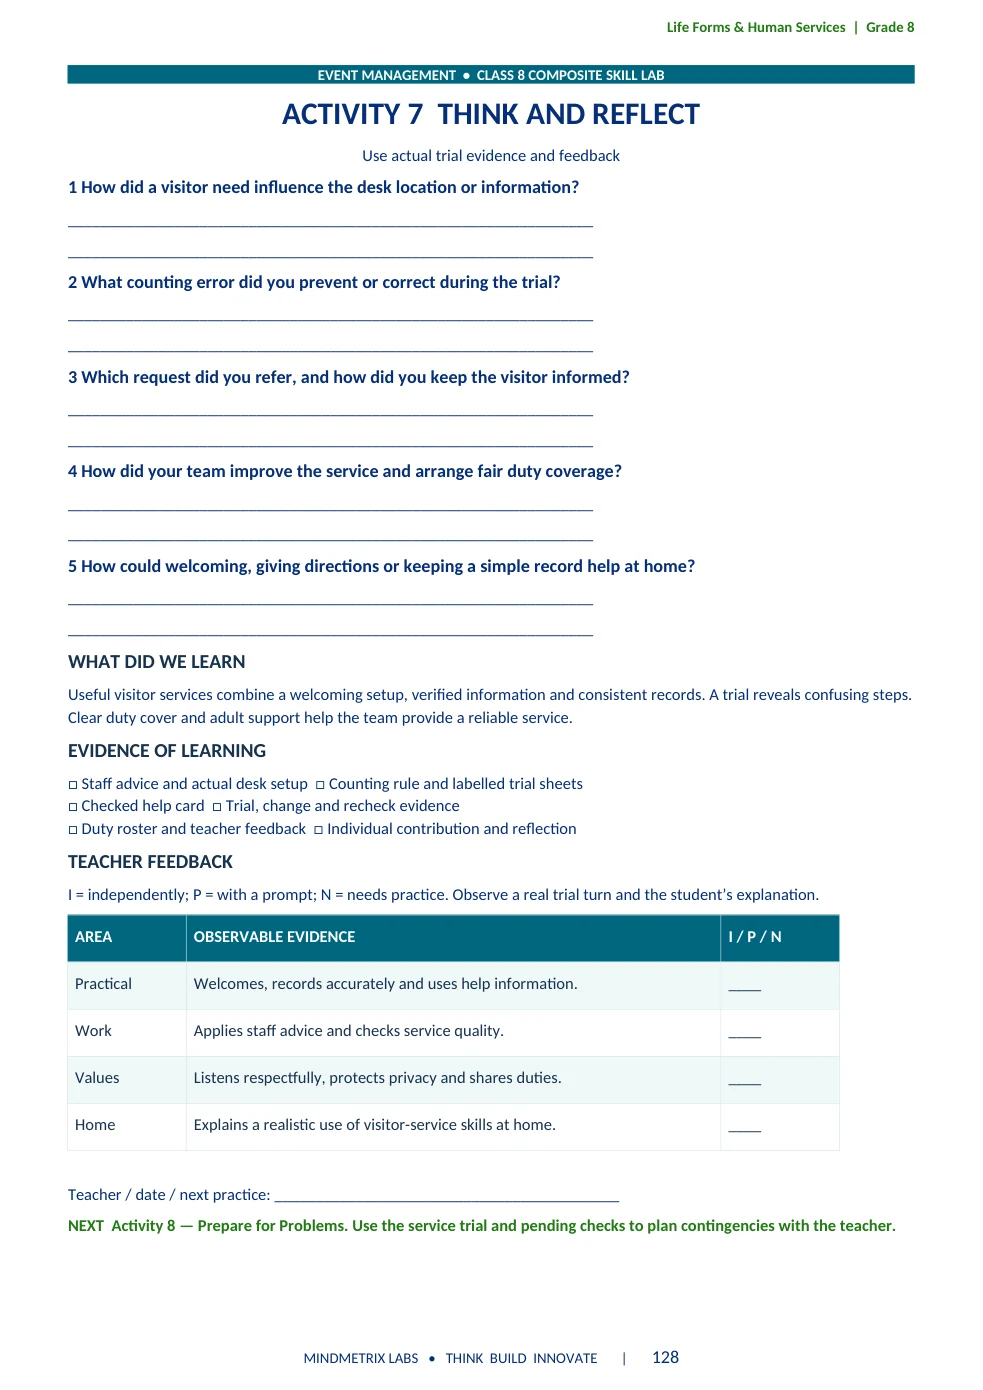 Life Forms & Human Services | Grade 8
EVENT MANAGEMENT ● CLASS 8 COMPOSITE SKILL LAB
ACTIVITY 7 THINK AND REFLECT
Use actual trial evidence and feedback
1 How did a visitor need influence the desk location or information?
2 What counting error did you prevent or correct during the trial?
3 Which request did you refer, and how did you keep the visitor informed?
4 How did your team improve the service and arrange fair duty coverage?
5 How could welcoming, giving directions or keeping a simple record help at home?
WHAT DID WE LEARN
Useful visitor services combine a welcoming setup, verified information and consistent records. A trial reveals confusing steps.
Clear duty cover and adult support help the team provide a reliable service.
EVIDENCE OF LEARNING
□ Staff advice and actual desk setup □ Counting rule and labelled trial sheets
□ Checked help card □ Trial, change and recheck evidence
□ Duty roster and teacher feedback □ Individual contribution and reflection
TEACHER FEEDBACK
I = independently; P = with a prompt; N = needs practice. Observe a real trial turn and the student’s explanation.
AREA OBSERVABLE EVIDENCE I / P / N
Practical Welcomes, records accurately and uses help information. ____
Work Applies staff advice and checks service quality. ____
Values Listens respectfully, protects privacy and shares duties. ____
Home Explains a realistic use of visitor-service skills at home. ____
Teacher / date / next practice: ____________________
NEXT Activity 8 — Prepare for Problems. Use the service trial and pending checks to plan contingencies with the teacher.
MINDMETRIX LABS ● THINK BUILD INNOVATE | 128